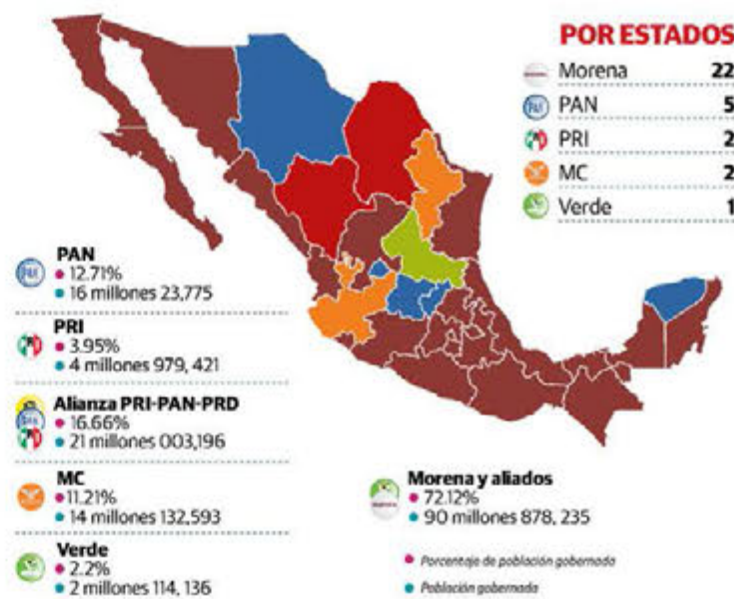 POR ESTADOS
Morena 22
PAN 5
PRI 2
MC 2
Verde 1
PAN
12.71%
16 millones 23,775
PRI
3.95%
4 millones 979, 421
Alianza PRI-PAN-PRD
16.66%
21 millones 003,196
MC
11.21%
14 millones 132,593
Verde
2.2%
2 millones 114, 136
Morena y aliados
72.12%
90 millones 878, 235
Porcentaje de población gobernada
Población gobernada